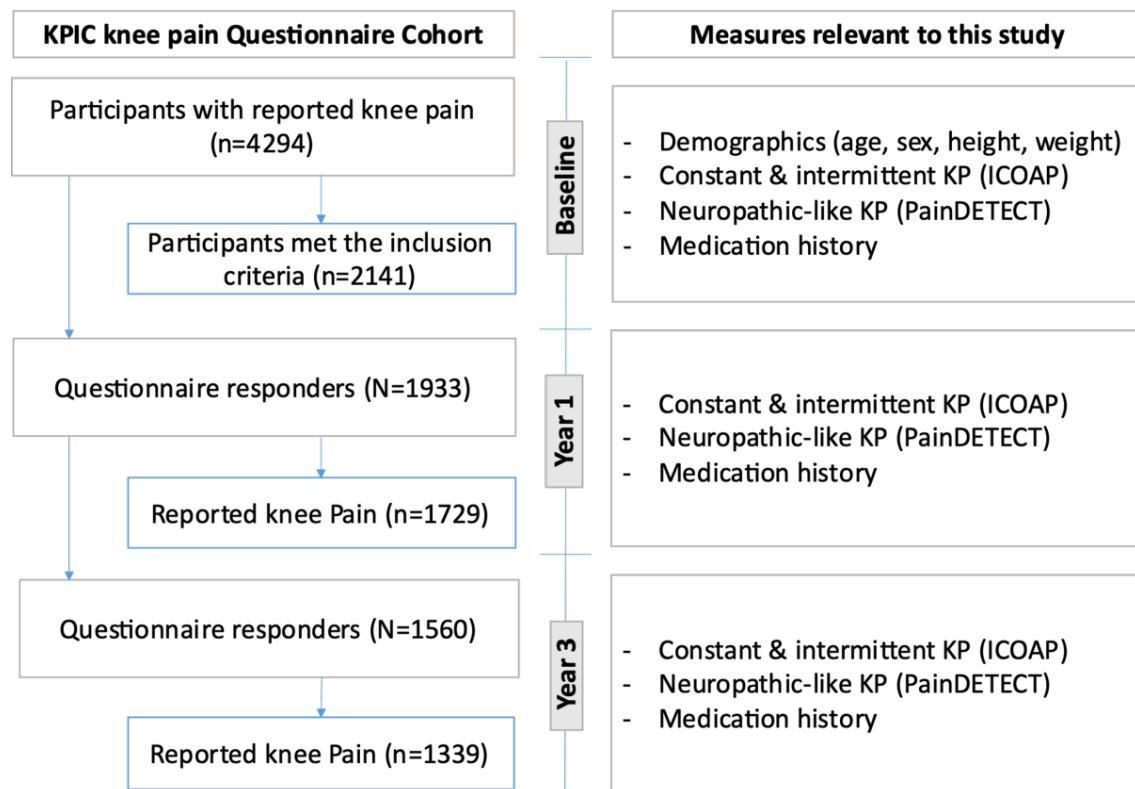 KPIC knee pain Questionnaire Cohort
Measures relevant to this study
Participants with reported knee pain
(n=4294)
Participants met the inclusion
criteria (n=2141)
Baseline
- Demographics (age, sex, height, weight)
- Constant & intermittent KP (ICOAP)
- Neuropathic-like KP (PainDETECT)
- Medication history
Questionnaire responders (N=1933)
Reported knee Pain (n=1729)
Year 1
- Constant & intermittent KP (ICOAP)
- Neuropathic-like KP (PainDETECT)
- Medication history
Questionnaire responders (N=1560)
Reported knee Pain (n=1339)
Year 3
- Constant & intermittent KP (ICOAP)
- Neuropathic-like KP (PainDETECT)
- Medication history